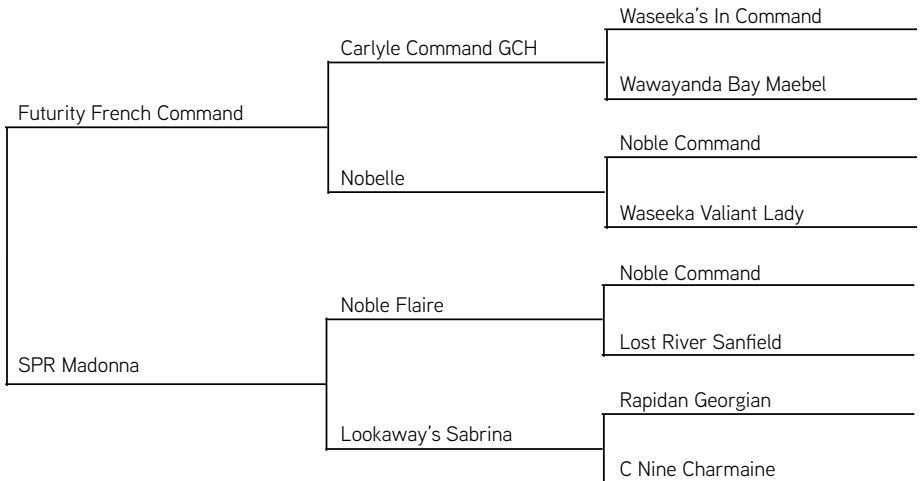 Waseeka's In Command
Carlyle Command GCH
Wawayanda Bay Maebel
Futurity French Command
Noble Command
Nobelle
Waseeka Valiant Lady
Noble Command
Noble Flaire
Lost River Sanfield
SPR Madonna
Rapidan Georgian
Lookaway's Sabrina
C Nine Charmaine